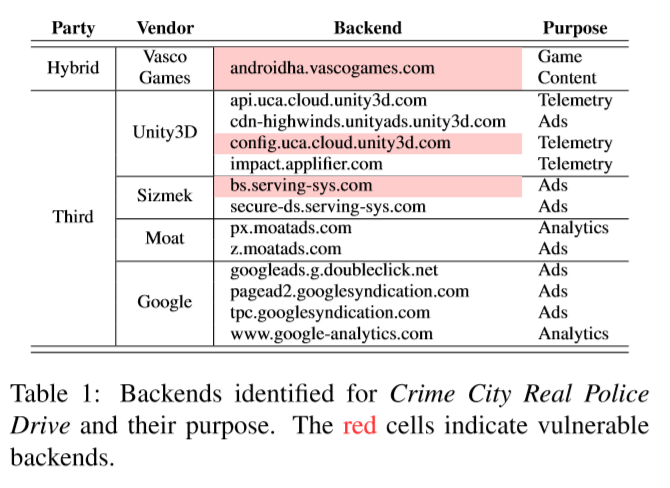 Party Vendor Backend Purpose
Hybrid Vasco Games androidha.vascogames.com Game Content
Third Unity3D api.uca.cloud.unity3d.com Telemetry
cdn-highwinds.unityads.unity3d.com Ads
config.uca.cloud.unity3d.com Telemetry
impact.applifier.com Telemetry
Sizmek bs.serving-sys.com Ads
secure-ds.serving-sys.com Ads
Moat px.moatads.com Analytics
z.moatads.com Ads
Google googleads.g.doubleclick.net Ads
pagead2.googlesyndication.com Ads
tpc.googlesyndication.com Ads
www.google-analytics.com Analytics
Table 1: Backends identified for Crime City Real Police
Drive and their purpose. The red cells indicate vulnerable
backends.